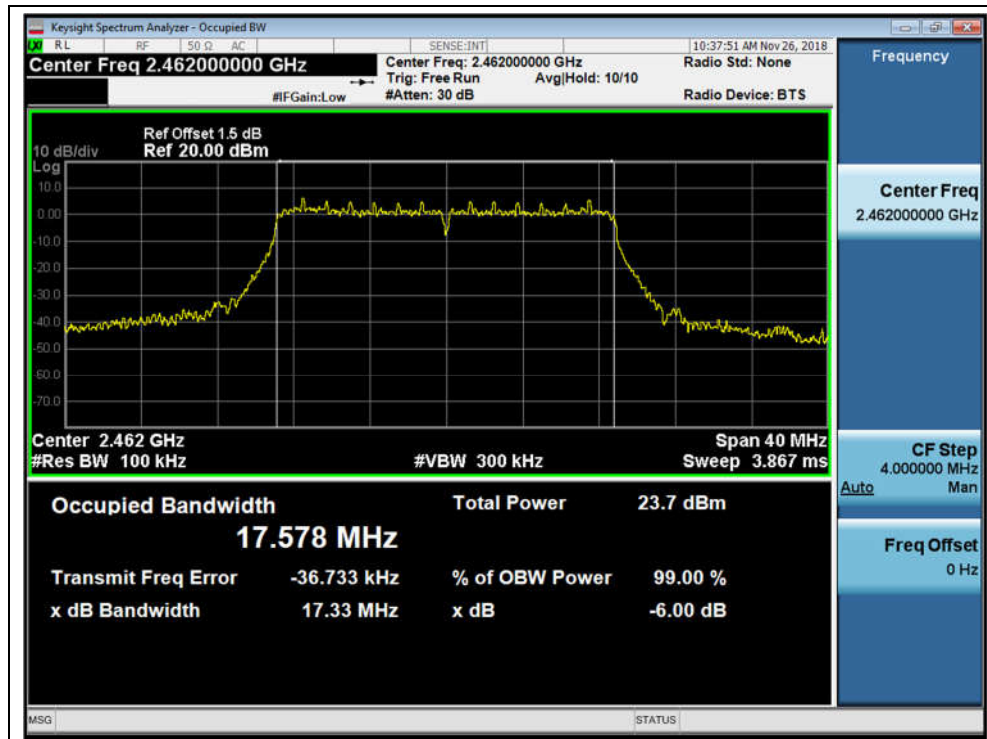 Keysight Spectrum Analyzer - Occupied BW
LXI RL RF 50 Ω AC SENSE:INT 10:37:51 AM Nov 26, 2018
Center Freq 2.462000000 GHz
Center Freq: 2.462000000 GHz Radio Std: None
Trig: Free Run Avg|Hold: 10/10
#IFGain:Low #Atten: 30 dB Radio Device: BTS
Ref Offset 1.5 dB
10 dB/div Ref 20.00 dBm
Log
10.0
0.00
-10.0
-20.0
-30.0
-40.0
-50.0
-60.0
-70.0
Center 2.462 GHz Span 40 MHz
#Res BW 100 kHz #VBW 300 kHz Sweep 3.867 ms
Occupied Bandwidth Total Power 23.7 dBm
17.578 MHz
Transmit Freq Error -36.733 kHz % of OBW Power 99.00 %
x dB Bandwidth 17.33 MHz x dB -6.00 dB
MSG STATUS
Frequency
Center Freq
2.462000000 GHz
CF Step
4.000000 MHz
Auto Man
Freq Offset
0 Hz